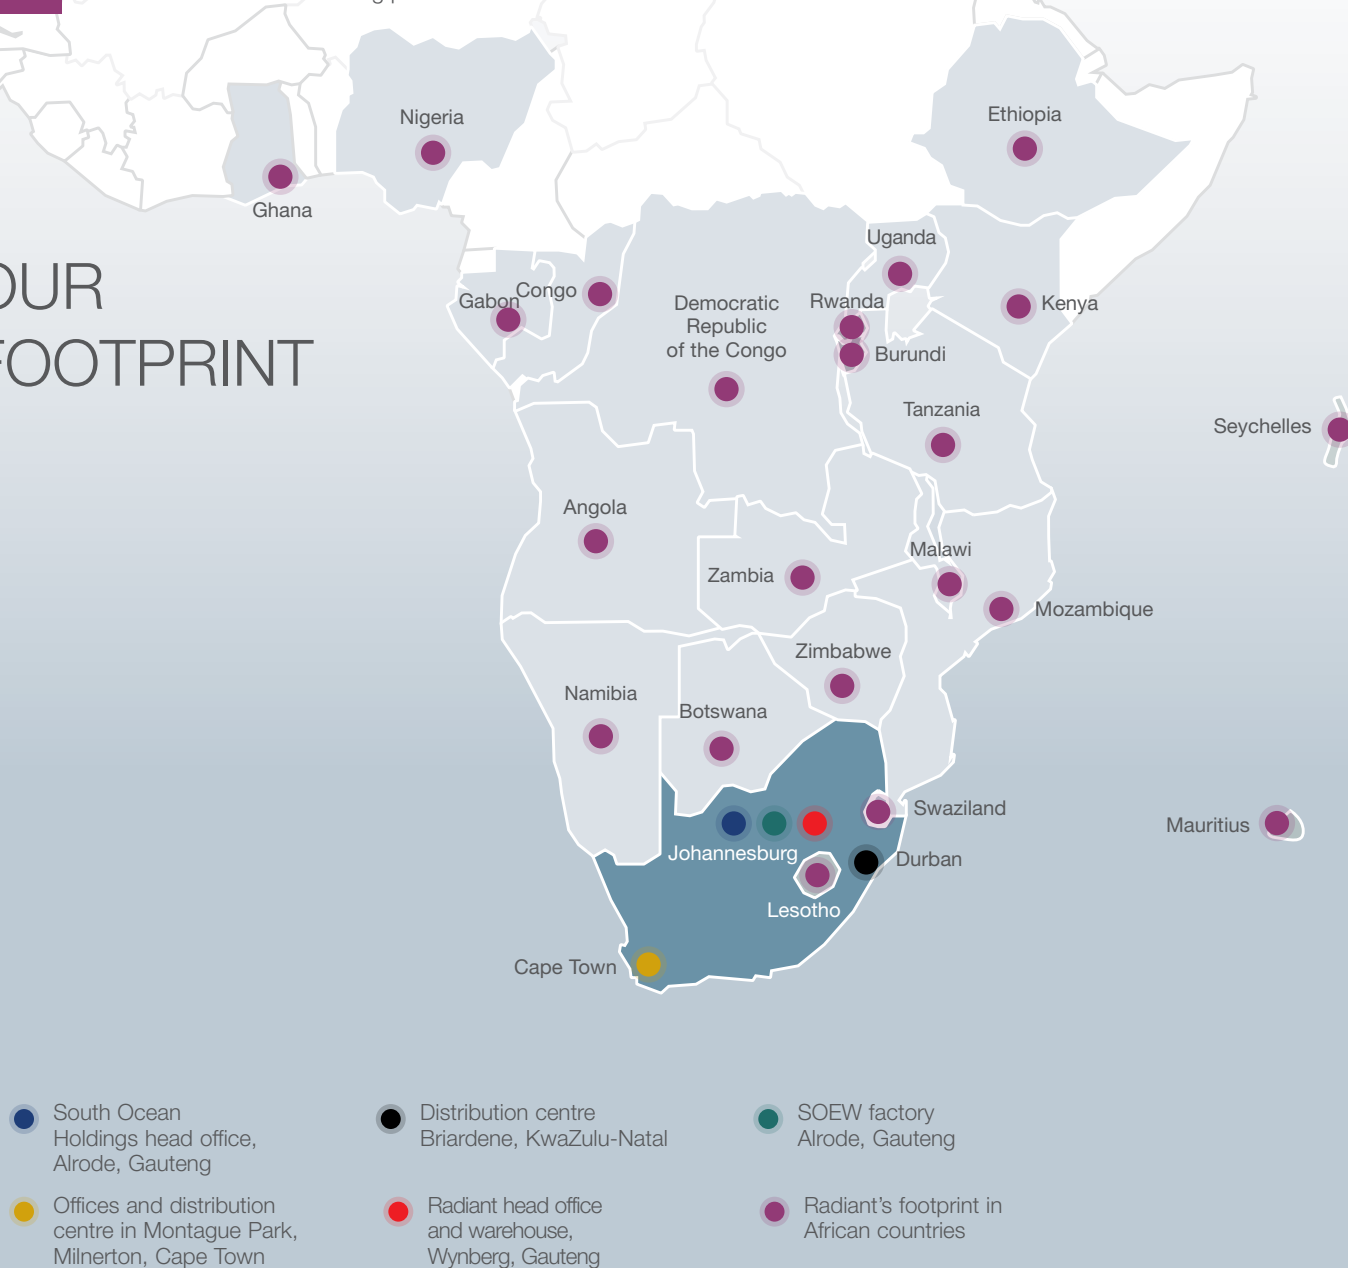 Nigeria
Ethiopia
Ghana
Uganda
OUR
FOOTPRINT
Congo
Gabon
Democratic
Republic
of the Congo
Rwanda
Kenya
Burundi
Tanzania
Seychelles
Angola
Malawi
Zambia
Mozambique
Zimbabwe
Namibia
Botswana
Swaziland
Mauritius
Johannesburg
Durban
Lesotho
Cape Town
South Ocean
Holdings head office,
Alrode, Gauteng
Distribution centre
Briardene, KwaZulu-Natal
SOEW factory
Alrode, Gauteng
Offices and distribution
centre in Montague Park,
Milnerton, Cape Town
Radiant head office
and warehouse,
Wynberg, Gauteng
Radiant's footprint in
African countries